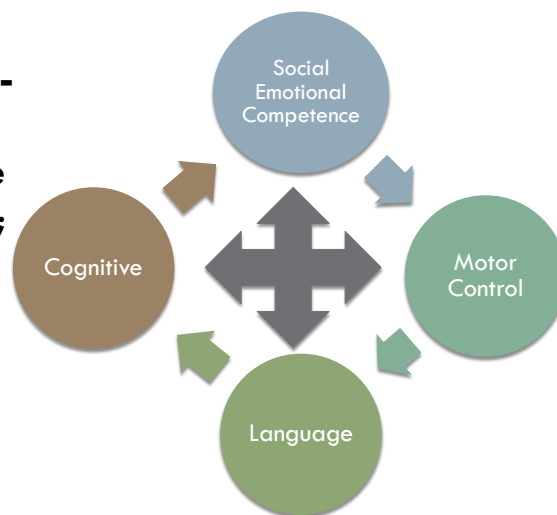 Social
Emotional
Competence
Cognitive
Motor
Control
Language